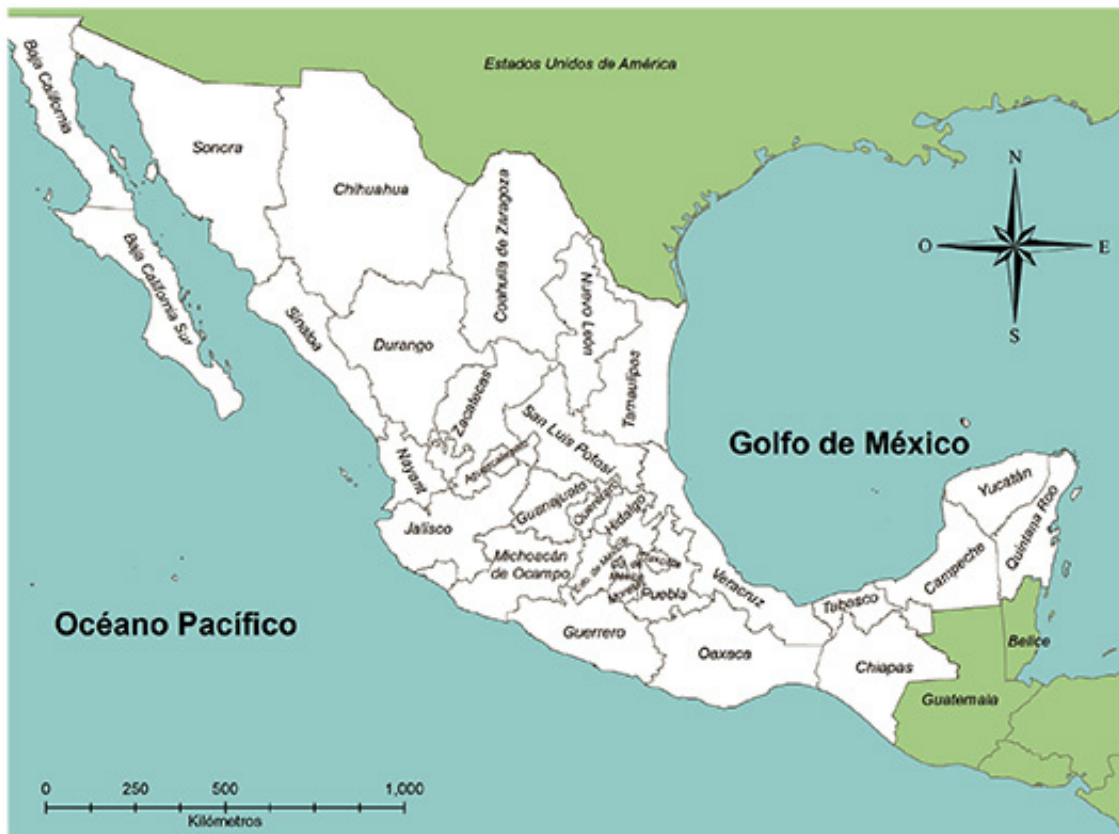 Estados Unidos de América
Baja California
Sonora
Chihuahua
Coahuila de Zaragoza
N
O
E
S
Baja California Sur
Sinaloa
Durango
Nuevo León
Tamaulipas
Zacatecas
San Luis Potosí
Golfo de México
Nayarit
Aguascalientes
Yucatán
Quintana Roo
Guanajuato
Querétaro
Hidalgo
Jalisco
Michoacán
de Ocampo
Campeche
Veracruz
Puebla
Tabasco
Océano Pacífico
Guerrero
Oaxaca
Chiapas
Belice
Guatemala
0
250
500
1,000
Kilómetros